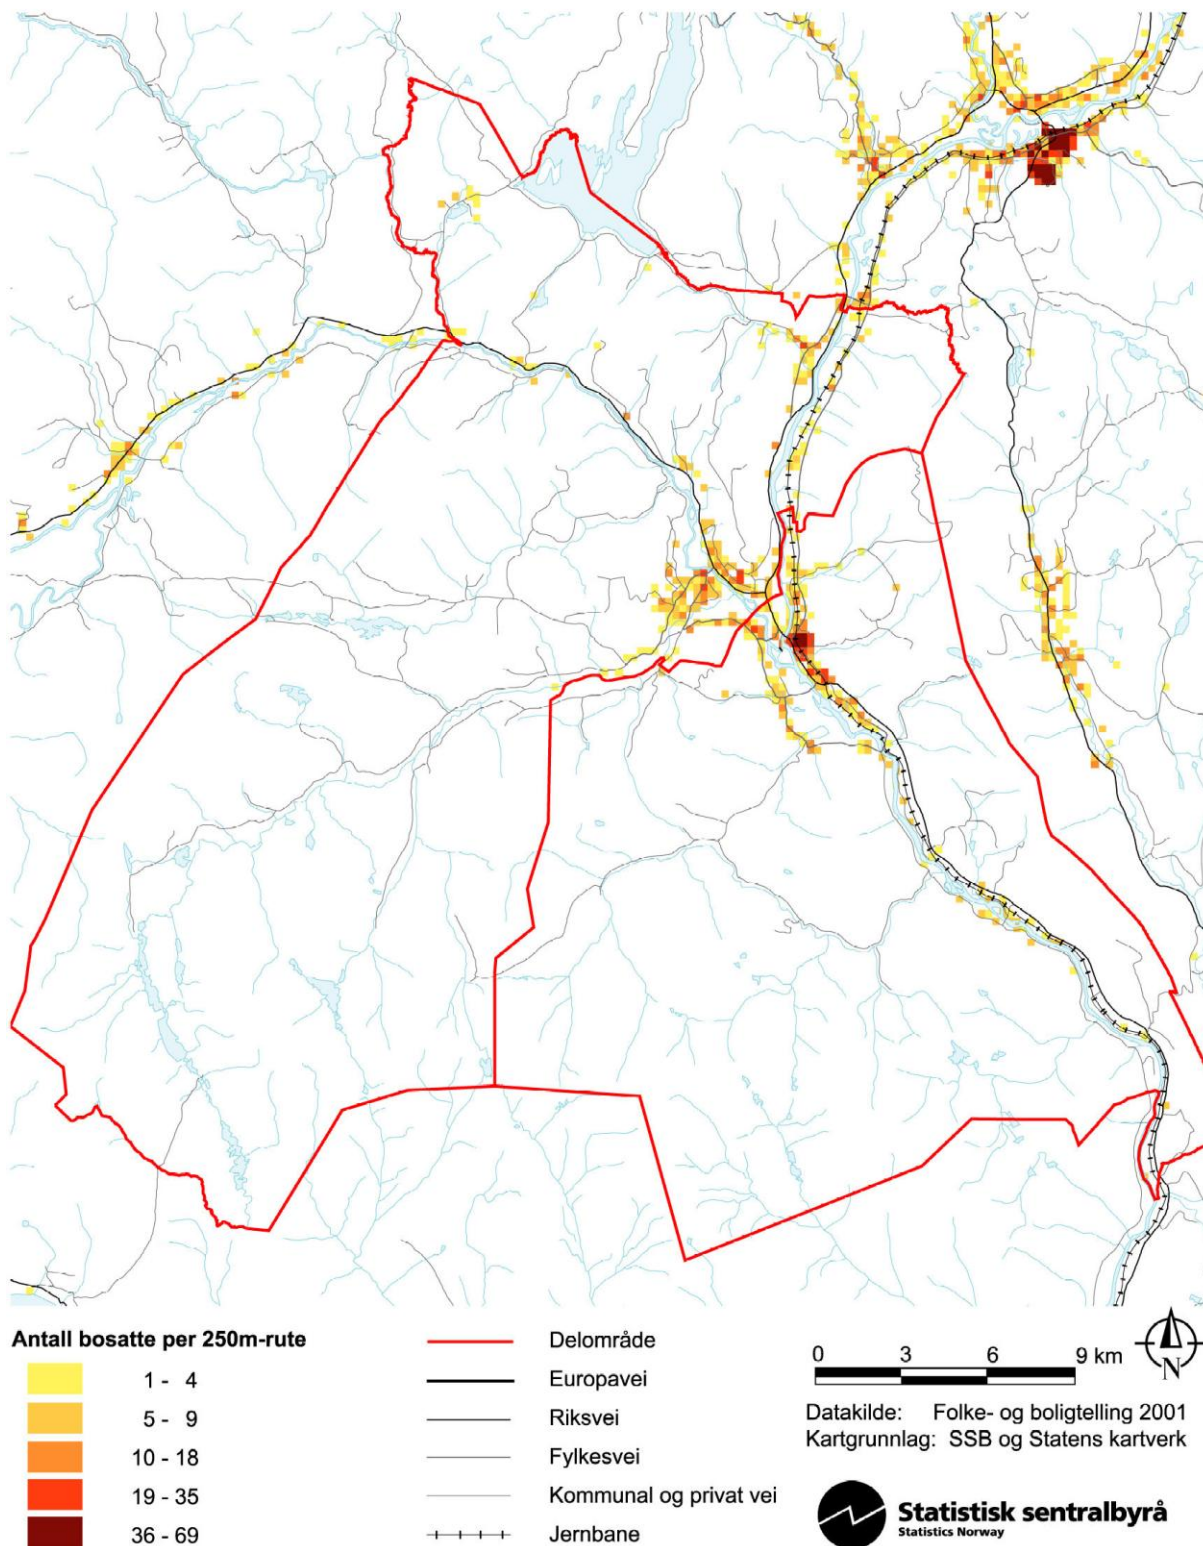 Antall bosatte per 250m-rute
1 - 4
5 - 9
10 - 18
19 - 35
36 - 69
Delområde
Europavei
Riksvei
Fylkesvei
Kommunal og privat vei
Jernbane
0 3 6 9 km
N
Datakilde: Folke- og boligtelling 2001
Kartgrunnlag: SSB og Statens kartverk
Statistisk sentralbyrå
Statistics Norway